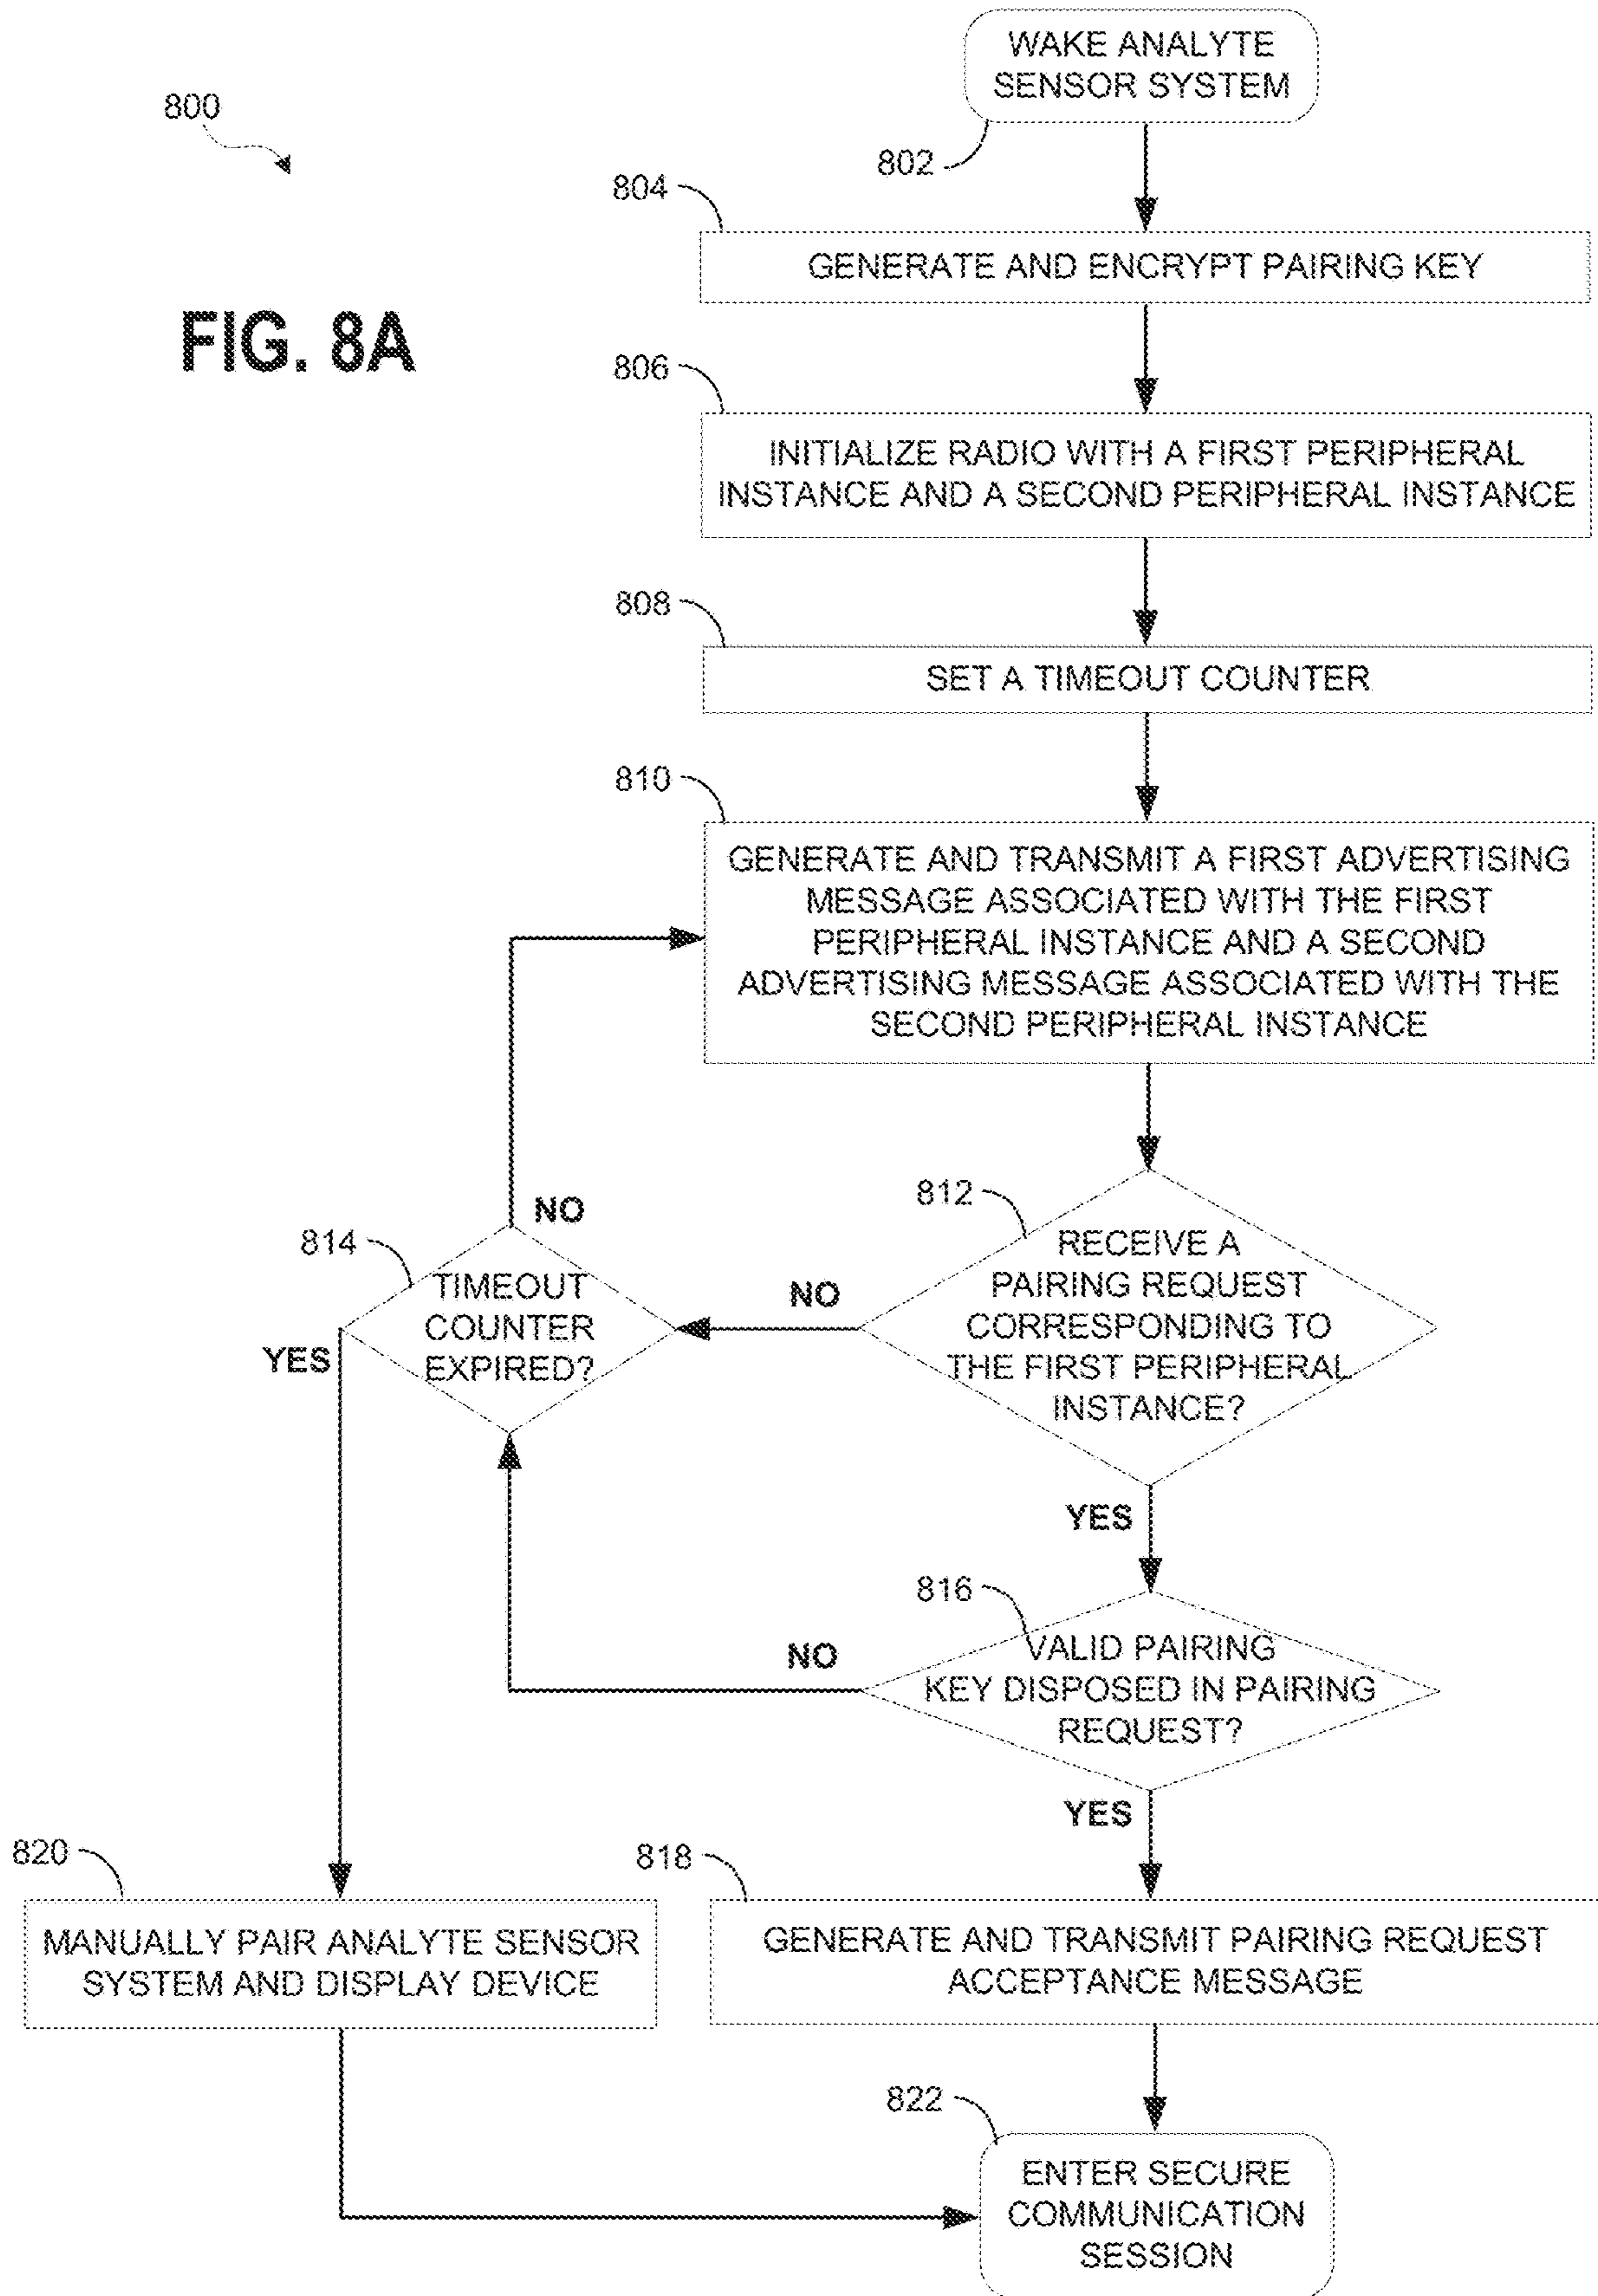 WAKE ANALYTE
SENSOR SYSTEM
800
802
804
GENERATE AND ENCRYPT PAIRING KEY
FIG. 8A
806
INITIALIZE RADIO WITH A FIRST PERIPHERAL
INSTANCE AND A SECOND PERIPHERAL INSTANCE
808
SET A TIMEOUT COUNTER
810
GENERATE AND TRANSMIT A FIRST ADVERTISING
MESSAGE ASSOCIATED WITH THE FIRST
PERIPHERAL INSTANCE AND A SECOND
ADVERTISING MESSAGE ASSOCIATED WITH THE
SECOND PERIPHERAL INSTANCE
812
RECEIVE A
PAIRING REQUEST
CORRESPONDING TO
THE FIRST PERIPHERAL
INSTANCE?
NO
814
TIMEOUT
COUNTER
EXPIRED?
NO
YES
YES
816
VALID PAIRING
KEY DISPOSED IN PAIRING
REQUEST?
NO
YES
820
MANUALLY PAIR ANALYTE SENSOR
SYSTEM AND DISPLAY DEVICE
818
GENERATE AND TRANSMIT PAIRING REQUEST
ACCEPTANCE MESSAGE
822
ENTER SECURE
COMMUNICATION
SESSION